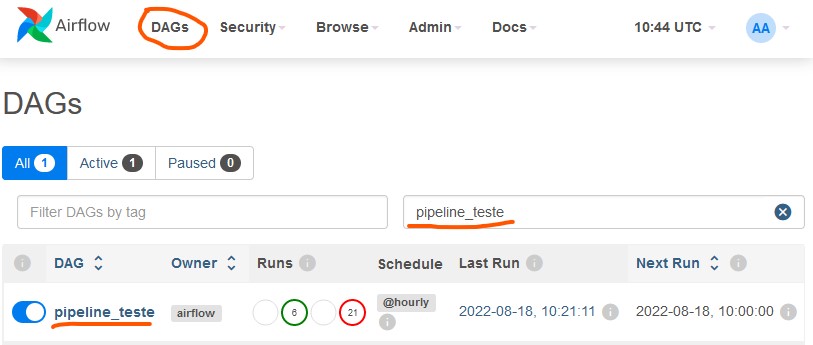 Airflow DAGs Security Browse Admin Docs 10:44 UTC AA
DAGs
All 1 Active 1 Paused 0
Filter DAGs by tag pipeline_teste
i DAG Owner Runs i Schedule Last Run i Next Run i
pipeline_teste airflow 6 21 @hourly i 2022-08-18, 10:21:11 i 2022-08-18, 10:00:00 i